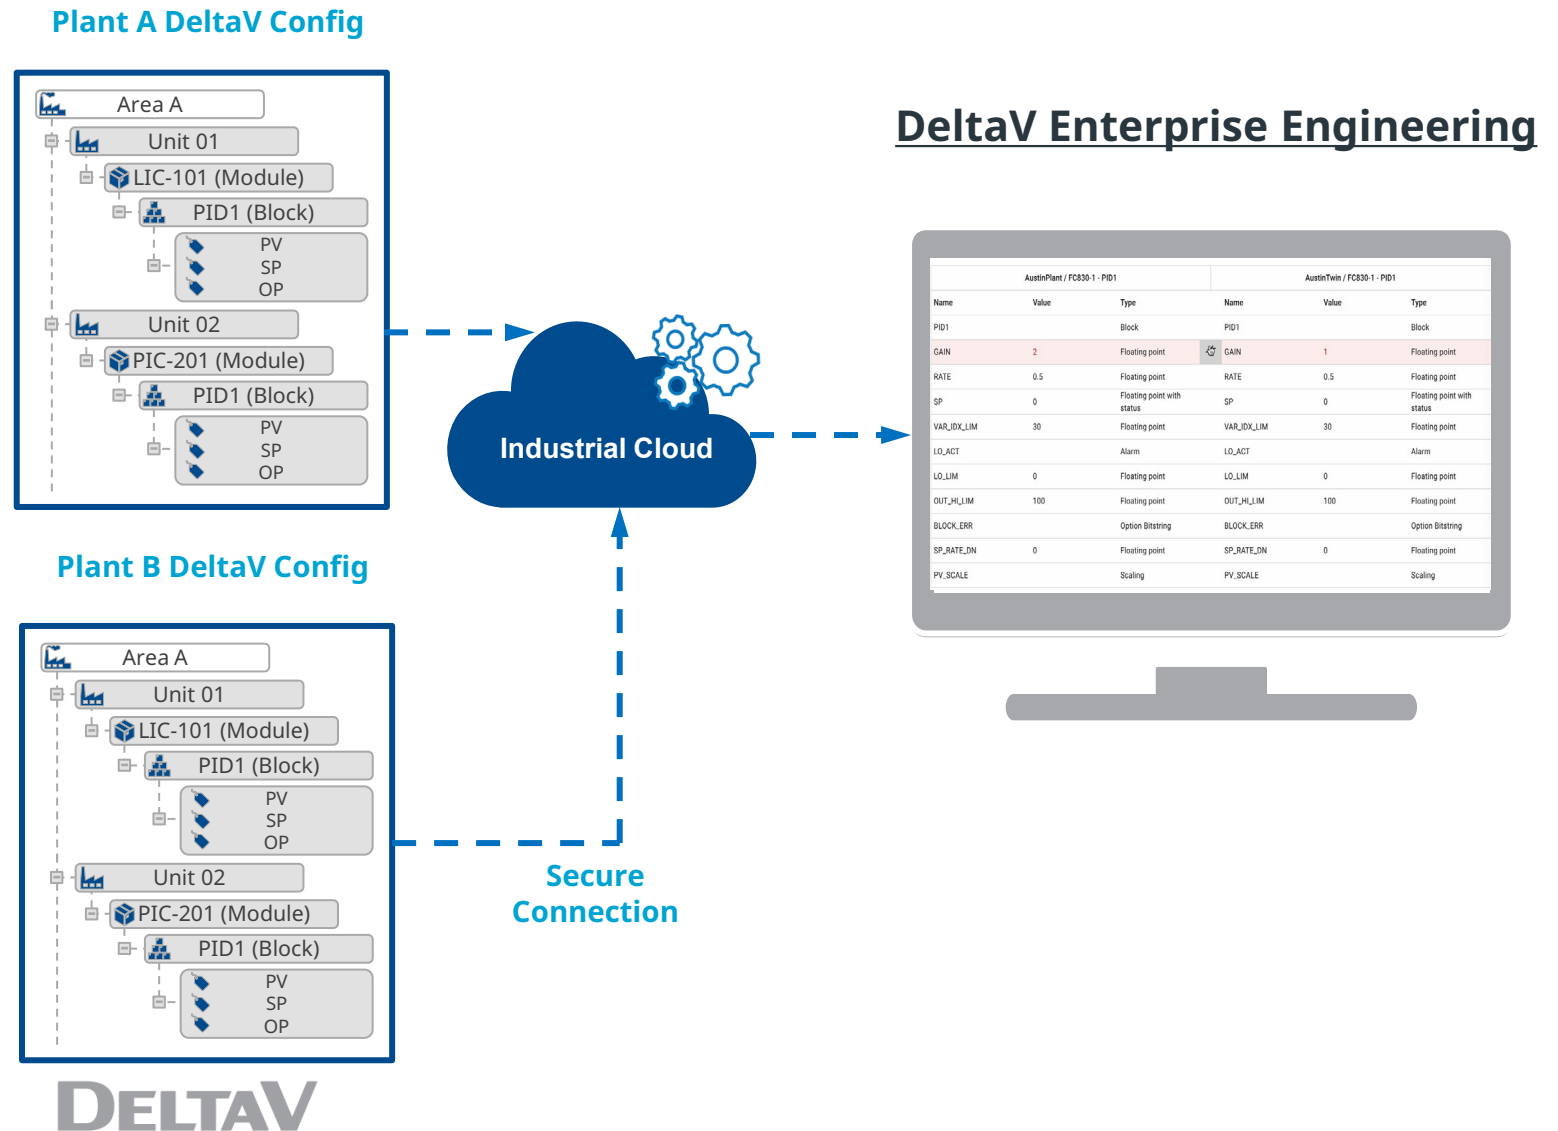 Plant A DeltaV Config
Area A
Unit 01
LIC-101 (Module)
PID1 (Block)
PV
SP
OP
Unit 02
PIC-201 (Module)
PID1 (Block)
PV
SP
OP
Plant B DeltaV Config
Area A
Unit 01
LIC-101 (Module)
PID1 (Block)
PV
SP
OP
Unit 02
PIC-201 (Module)
PID1 (Block)
PV
SP
OP
DELTAV
Industrial Cloud
Secure
Connection
DeltaV Enterprise Engineering
AustinPlant / FC830-1 - PID1 AustinTwin / FC830-1 - PID1
Name Value Type Name Value Type
PID1 Block PID1 Block
GAIN 2 Floating point GAIN 1 Floating point
RATE 0.5 Floating point RATE 0.5 Floating point
SP 0 Floating point with status SP 0 Floating point with status
VAR_IDX_LIM 30 Floating point VAR_IDX_LIM 30 Floating point
LO_ACT Alarm LO_ACT Alarm
LO_LIM 0 Floating point LO_LIM 0 Floating point
OUT_HI_LIM 100 Floating point OUT_HI_LIM 100 Floating point
BLOCK_ERR Option Bitstring BLOCK_ERR Option Bitstring
SP_RATE_DN 0 Floating point SP_RATE_DN 0 Floating point
PV_SCALE Scaling PV_SCALE Scaling